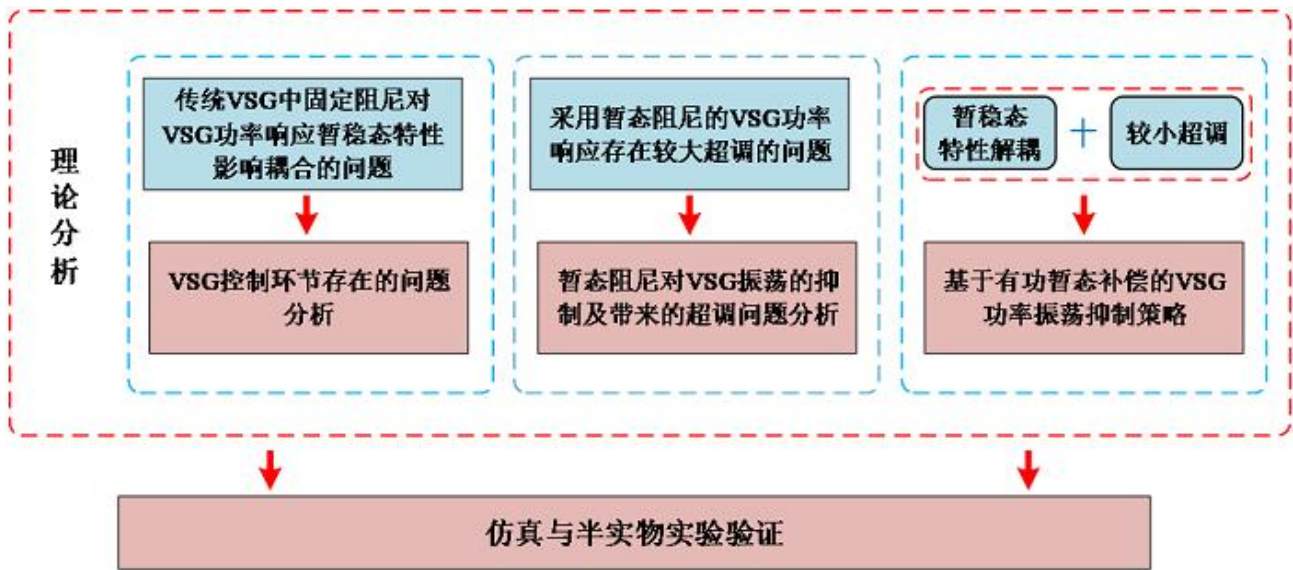 理论分析
传统VSG中固定阻尼对
VSG功率响应暂稳态特性
影响耦合的问题
VSG控制环节存在的问题
分析
采用暂态阻尼的VSG功率
响应存在较大超调的问题
暂态阻尼对VSG振荡的抑
制及带来的超调问题分析
暂稳态
特性解耦
+
较小超调
基于有功暂态补偿的VSG
功率振荡抑制策略
仿真与半实物实验验证